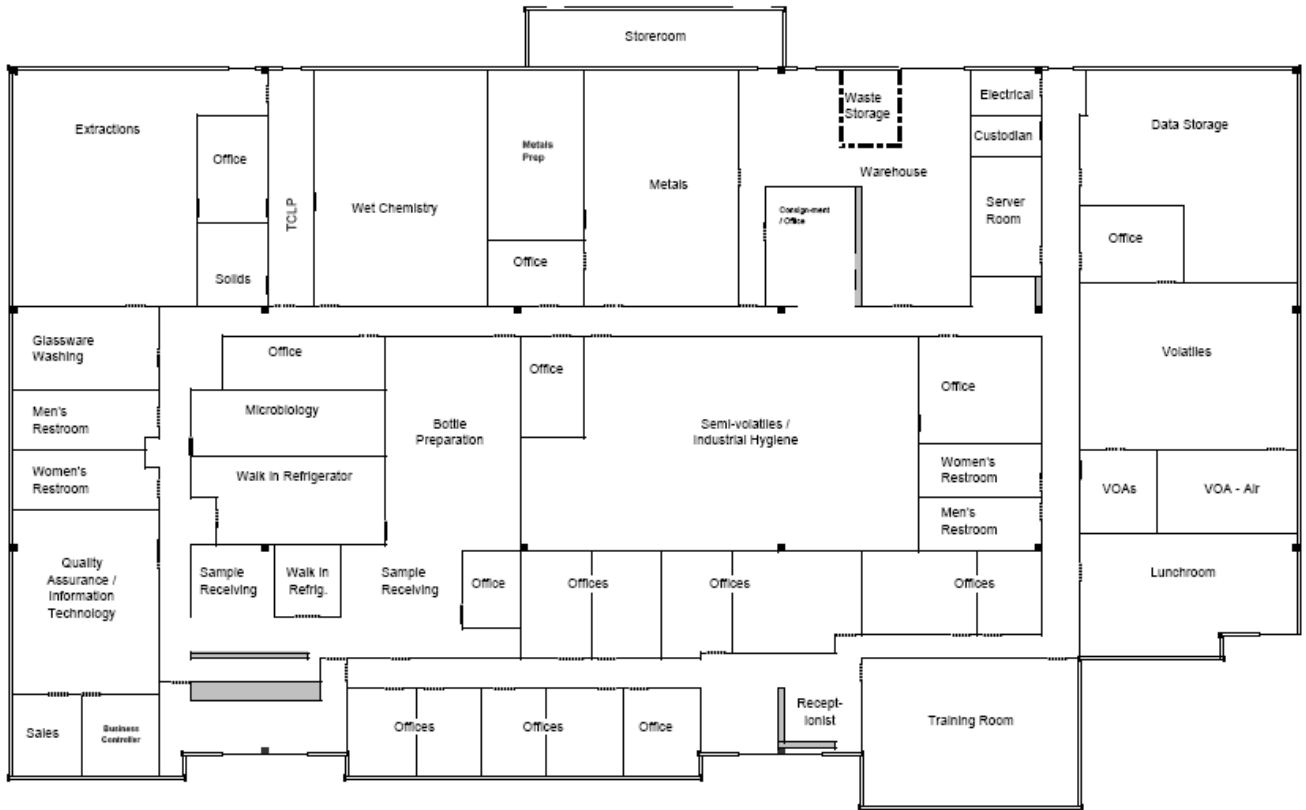 Storeroom
Extractions
Office
Solids
TCLP
Wet Chemistry
Metals
Prep
Office
Metals
Waste
Storage
Warehouse
Consign-ment
/ Office
Electrical
Custodian
Server
Room
Data Storage
Office
Glassware
Washing
Men's
Restroom
Women's
Restroom
Quality
Assurance /
Information
Technology
Sales
Business
Controller
Office
Microbiology
Walk In Refrigerator
Bottle
Preparation
Office
Semi-volatiles /
Industrial Hygiene
Office
Women's
Restroom
Men's
Restroom
Volatiles
VOAs
VOA - Air
Lunchroom
Sample
Receiving
Walk In
Refrig.
Sample
Receiving
Office
Offices
Offices
Offices
Offices
Offices
Office
Recept-
ionist
Training Room